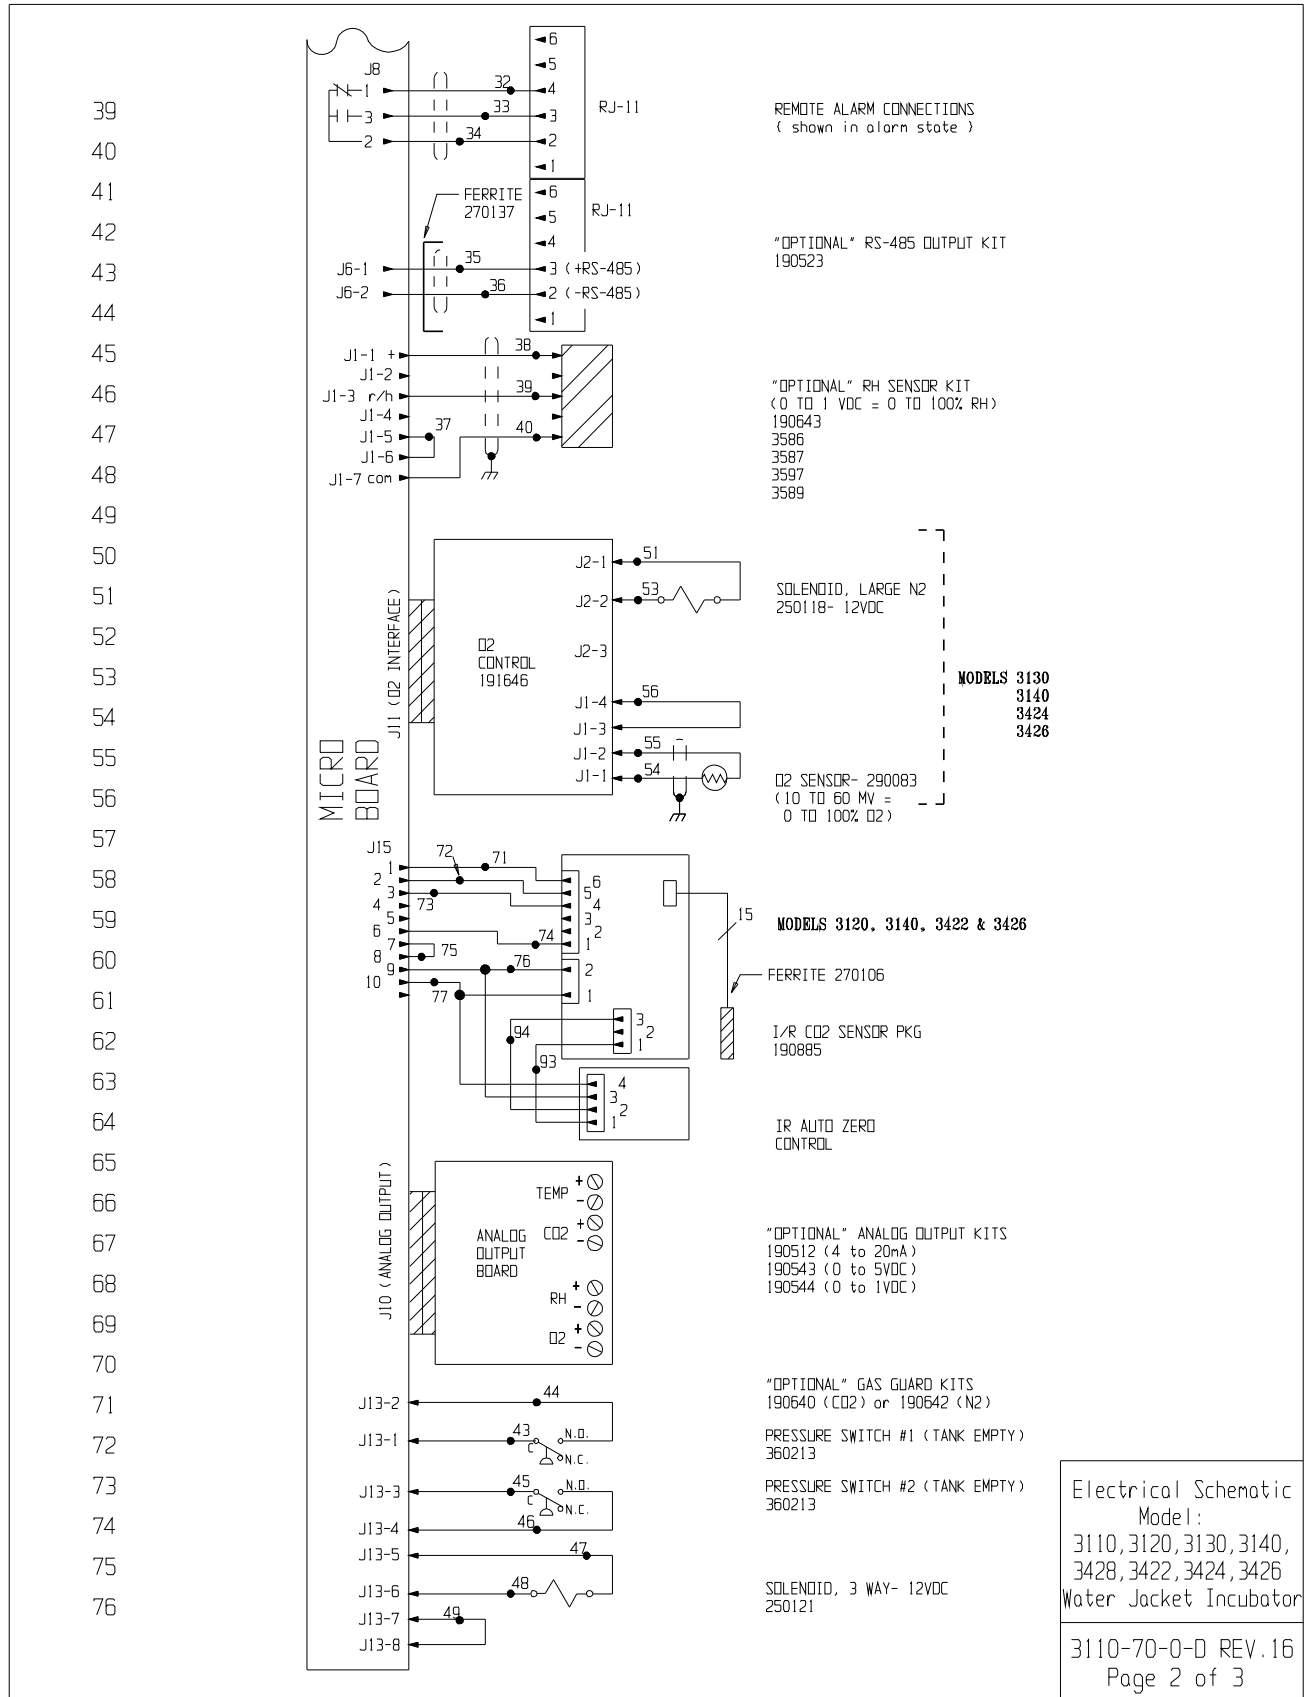 39
40
41
42
43
44
45
46
47
48
49
50
51
52
53
54
55
56
57
58
59
60
61
62
63
64
65
66
67
68
69
70
71
72
73
74
75
76
J8
1
3
2
32
33
34
6
5
4
3
2
1
RJ-11
REMOTE ALARM CONNECTIONS
( shown in alarm state )
FERRITE
270137
6
5
4
3 (+RS-485)
2 (-RS-485)
1
RJ-11
J6-1
J6-2
35
36
"OPTIONAL" RS-485 OUTPUT KIT
190523
J1-1 +
J1-2
J1-3 r/h
J1-4
J1-5
J1-6
J1-7 com
37
38
39
40
"OPTIONAL" RH SENSOR KIT
(0 TO 1 VDC = 0 TO 100% RH)
190643
3586
3587
3597
3589
J11 (O2 INTERFACE)
O2
CONTROL
191646
J2-1
J2-2
J2-3
J1-4
J1-3
J1-2
J1-1
51
53
56
55
54
SOLENOID, LARGE N2
250118- 12VDC
MODELS 3130
3140
3424
3426
O2 SENSOR- 290083
(10 TO 60 MV =
0 TO 100% O2)
MICRO
BOARD
J15
1
2
3
4
5
6
7
8
9
10
72
71
73
74
75
76
77
94
93
6
5
4
3
2
1
2
1
3
2
1
4
3
2
1
15
MODELS 3120, 3140, 3422 & 3426
FERRITE 270106
I/R CO2 SENSOR PKG
190885
IR AUTO ZERO
CONTROL
J10 (ANALOG OUTPUT)
ANALOG
OUTPUT
BOARD
TEMP + -
CO2 + -
RH + -
O2 + -
"OPTIONAL" ANALOG OUTPUT KITS
190512 (4 to 20mA)
190543 (0 to 5VDC)
190544 (0 to 1VDC)
"OPTIONAL" GAS GUARD KITS
190640 (CO2) or 190642 (N2)
J13-2
44
J13-1
43
C
N.O.
N.C.
PRESSURE SWITCH #1 (TANK EMPTY)
360213
J13-3
45
C
N.O.
N.C.
PRESSURE SWITCH #2 (TANK EMPTY)
360213
J13-4
46
J13-5
47
J13-6
48
SOLENOID, 3 WAY- 12VDC
250121
J13-7
49
J13-8
Electrical Schematic
Model:
3110,3120,3130,3140,
3428,3422,3424,3426
Water Jacket Incubator
3110-70-0-D REV.16
Page 2 of 3